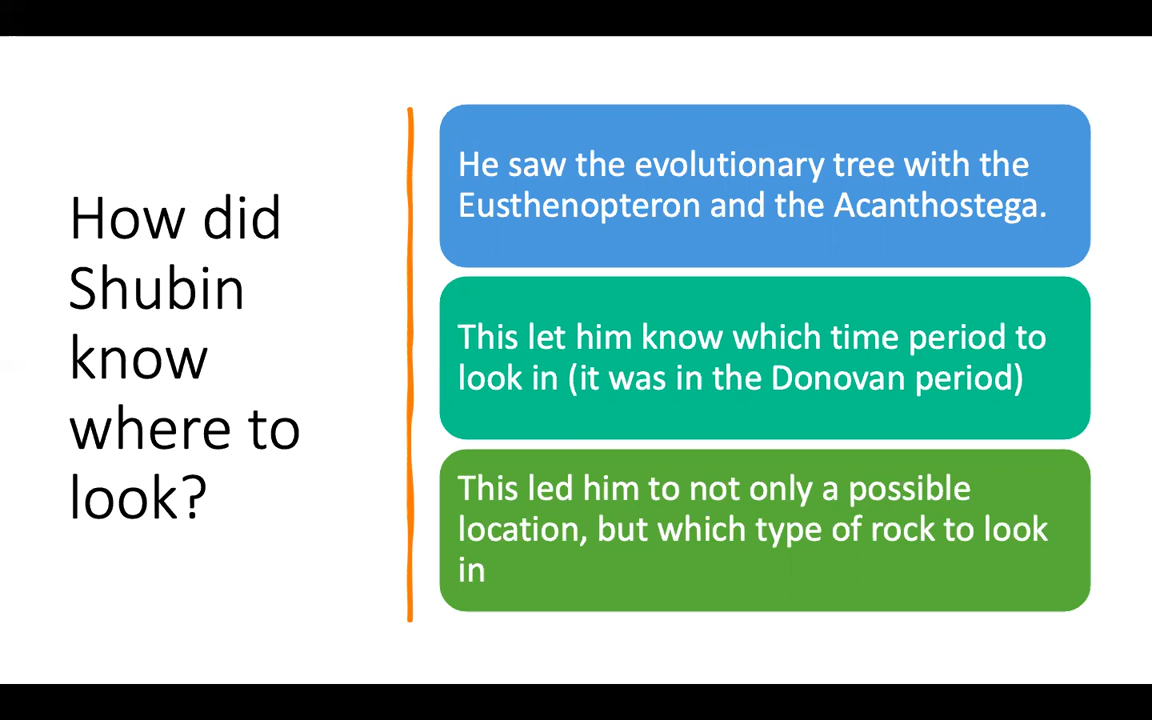 How did
Shubin
know
where to
look?
He saw the evolutionary tree with the
Eusthenopteron and the Acanthostega.
This let him know which time period to
look in (it was in the Donovan period)
This led him to not only a possible
location, but which type of rock to look
in